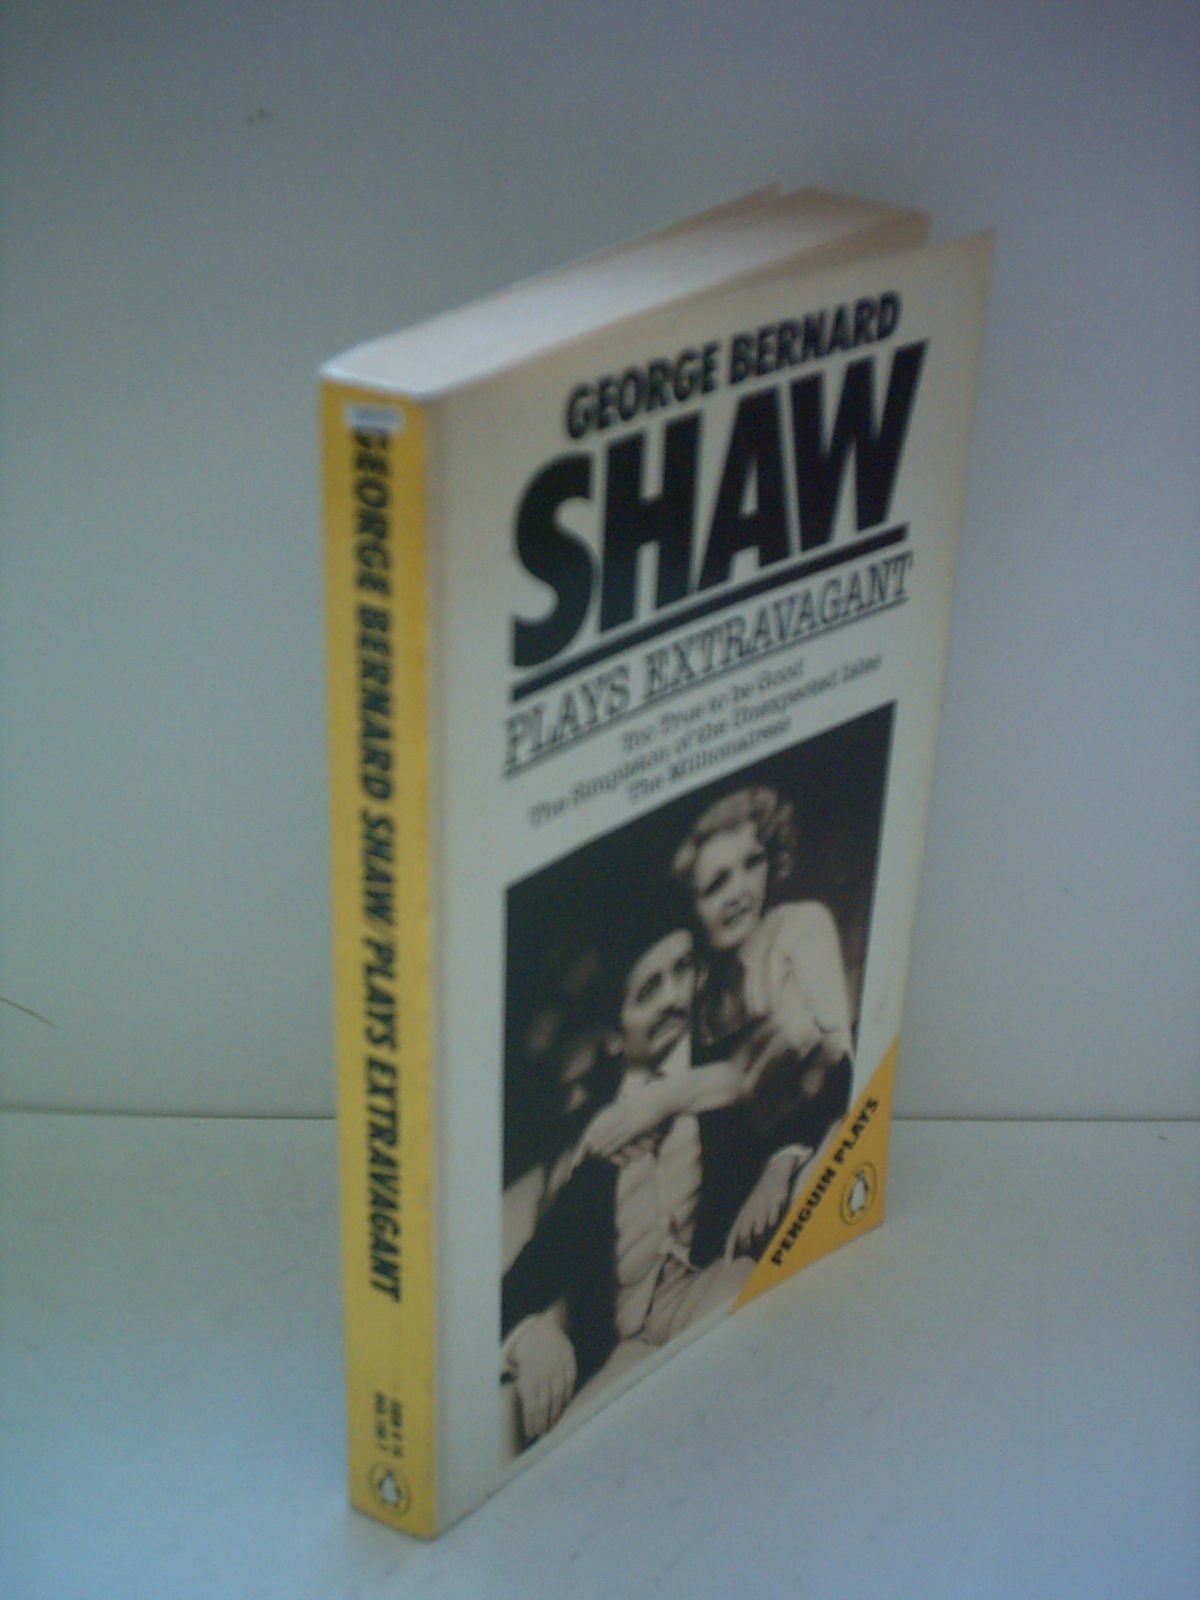 GEORGE BERNARD SHAW PLAYS EXTRAVAGANT
GEORGE BERNARD
SHAW
PLAYS EXTRAVAGANT
Too True to be Good
The Simpleton of the Unexpected Isles
The Millionairess
PENGUIN PLAYS